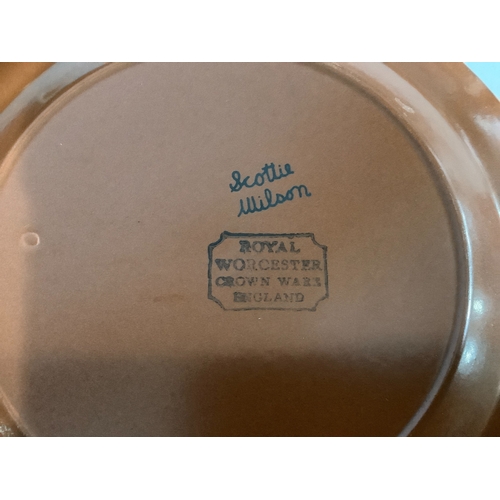 Scottie
Wilson
ROYAL
WORCESTER
CROWN WARE
ENGLAND